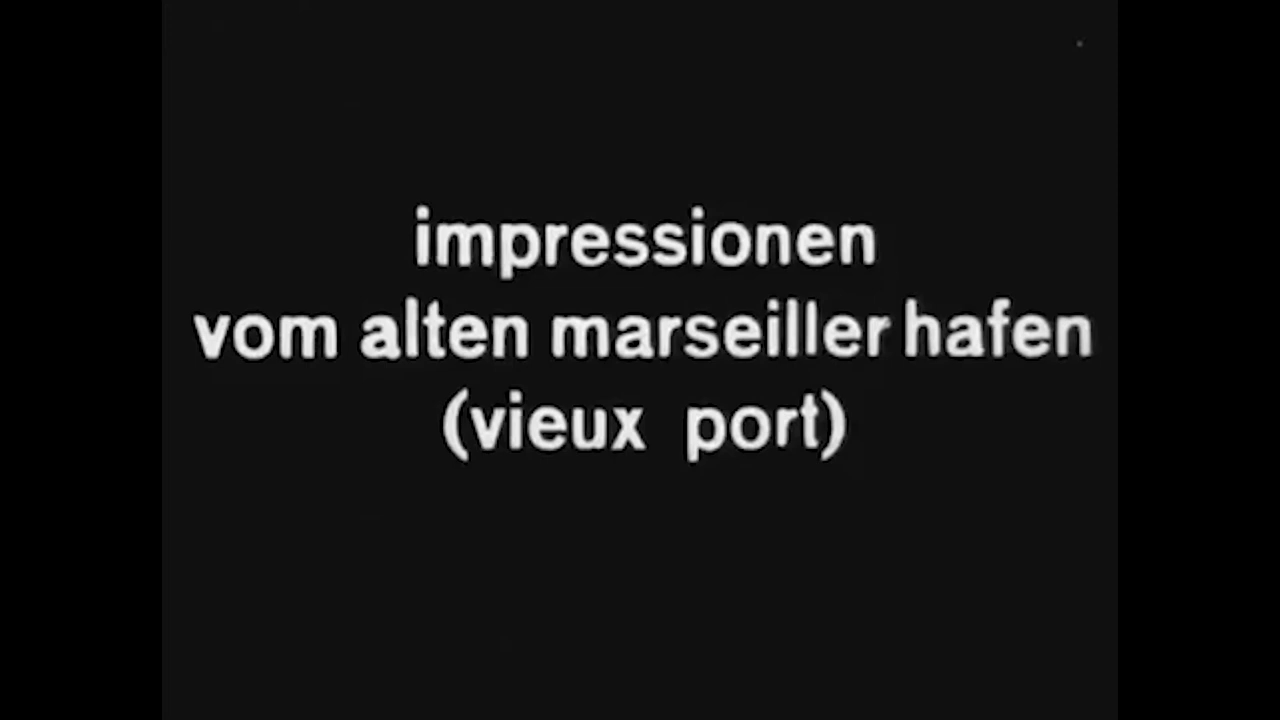 impressionen
vom alten marseiller hafen
(vieux port)